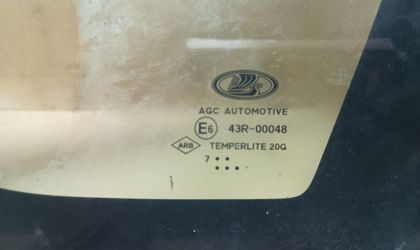 AGC AUTOMOTIVE
E6 43R-00048
ARB TEMPERLITE 20G
7 ••
•••